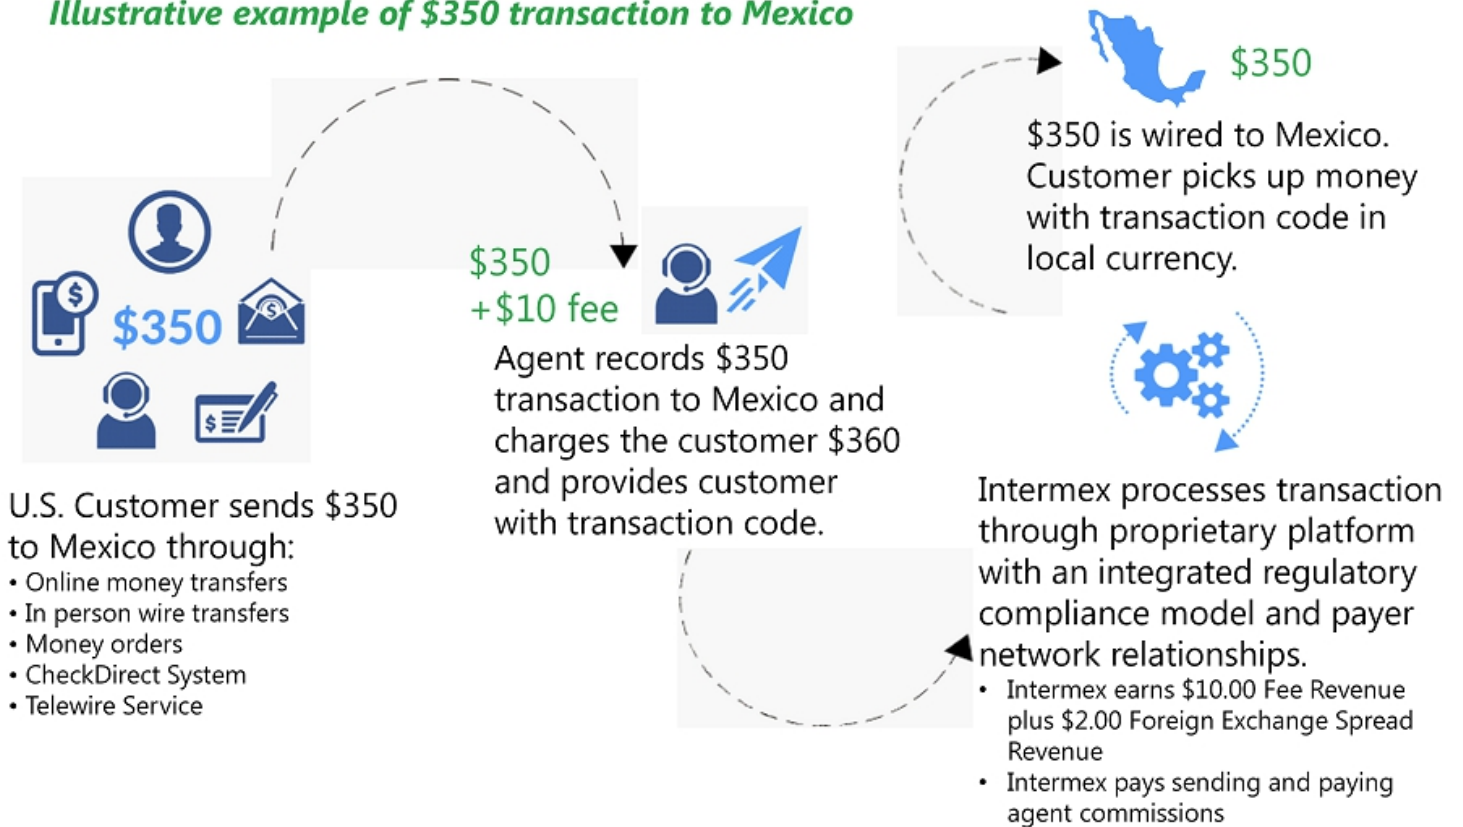 Illustrative example of $350 transaction to Mexico
$350
U.S. Customer sends $350
to Mexico through:
• Online money transfers
• In person wire transfers
• Money orders
• CheckDirect System
• Telewire Service
$350
+$10 fee
Agent records $350
transaction to Mexico and
charges the customer $360
and provides customer
with transaction code.
Intermex processes transaction
through proprietary platform
with an integrated regulatory
compliance model and payer
network relationships.
• Intermex earns $10.00 Fee Revenue
plus $2.00 Foreign Exchange Spread
Revenue
• Intermex pays sending and paying
agent commissions
$350
$350 is wired to Mexico.
Customer picks up money
with transaction code in
local currency.